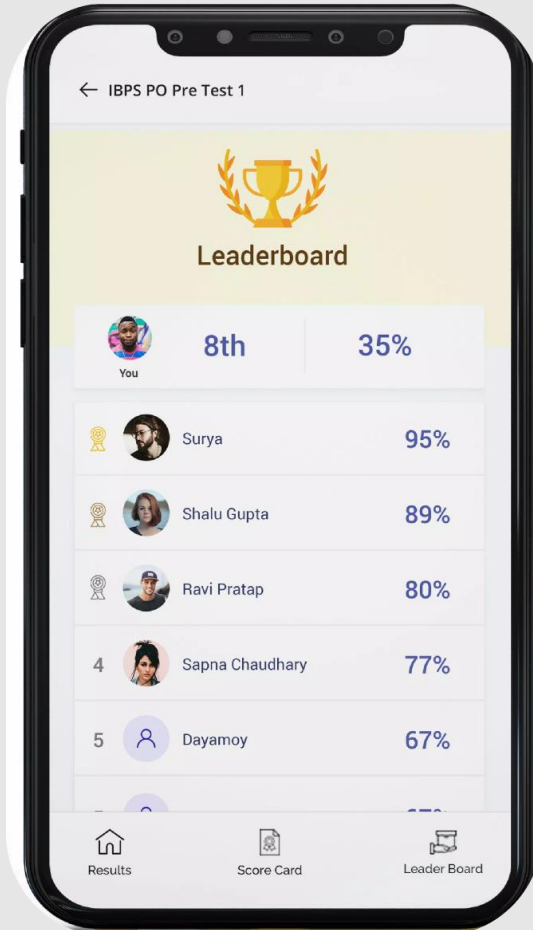 IBPS PO Pre Test 1
Leaderboard
8th 35%
You
Surya 95%
Shalu Gupta 89%
Ravi Pratap 80%
4 Sapna Chaudhary 77%
5 Dayamoy 67%
Results Score Card Leader Board